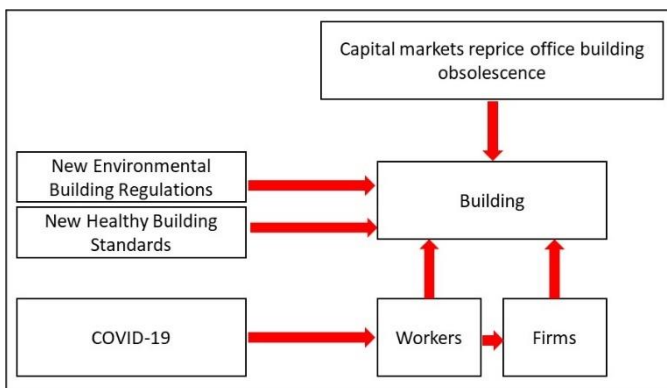 Capital markets reprice office building
obsolescence
New Environmental
Building Regulations
New Healthy Building
Standards
Building
COVID-19
Workers
Firms